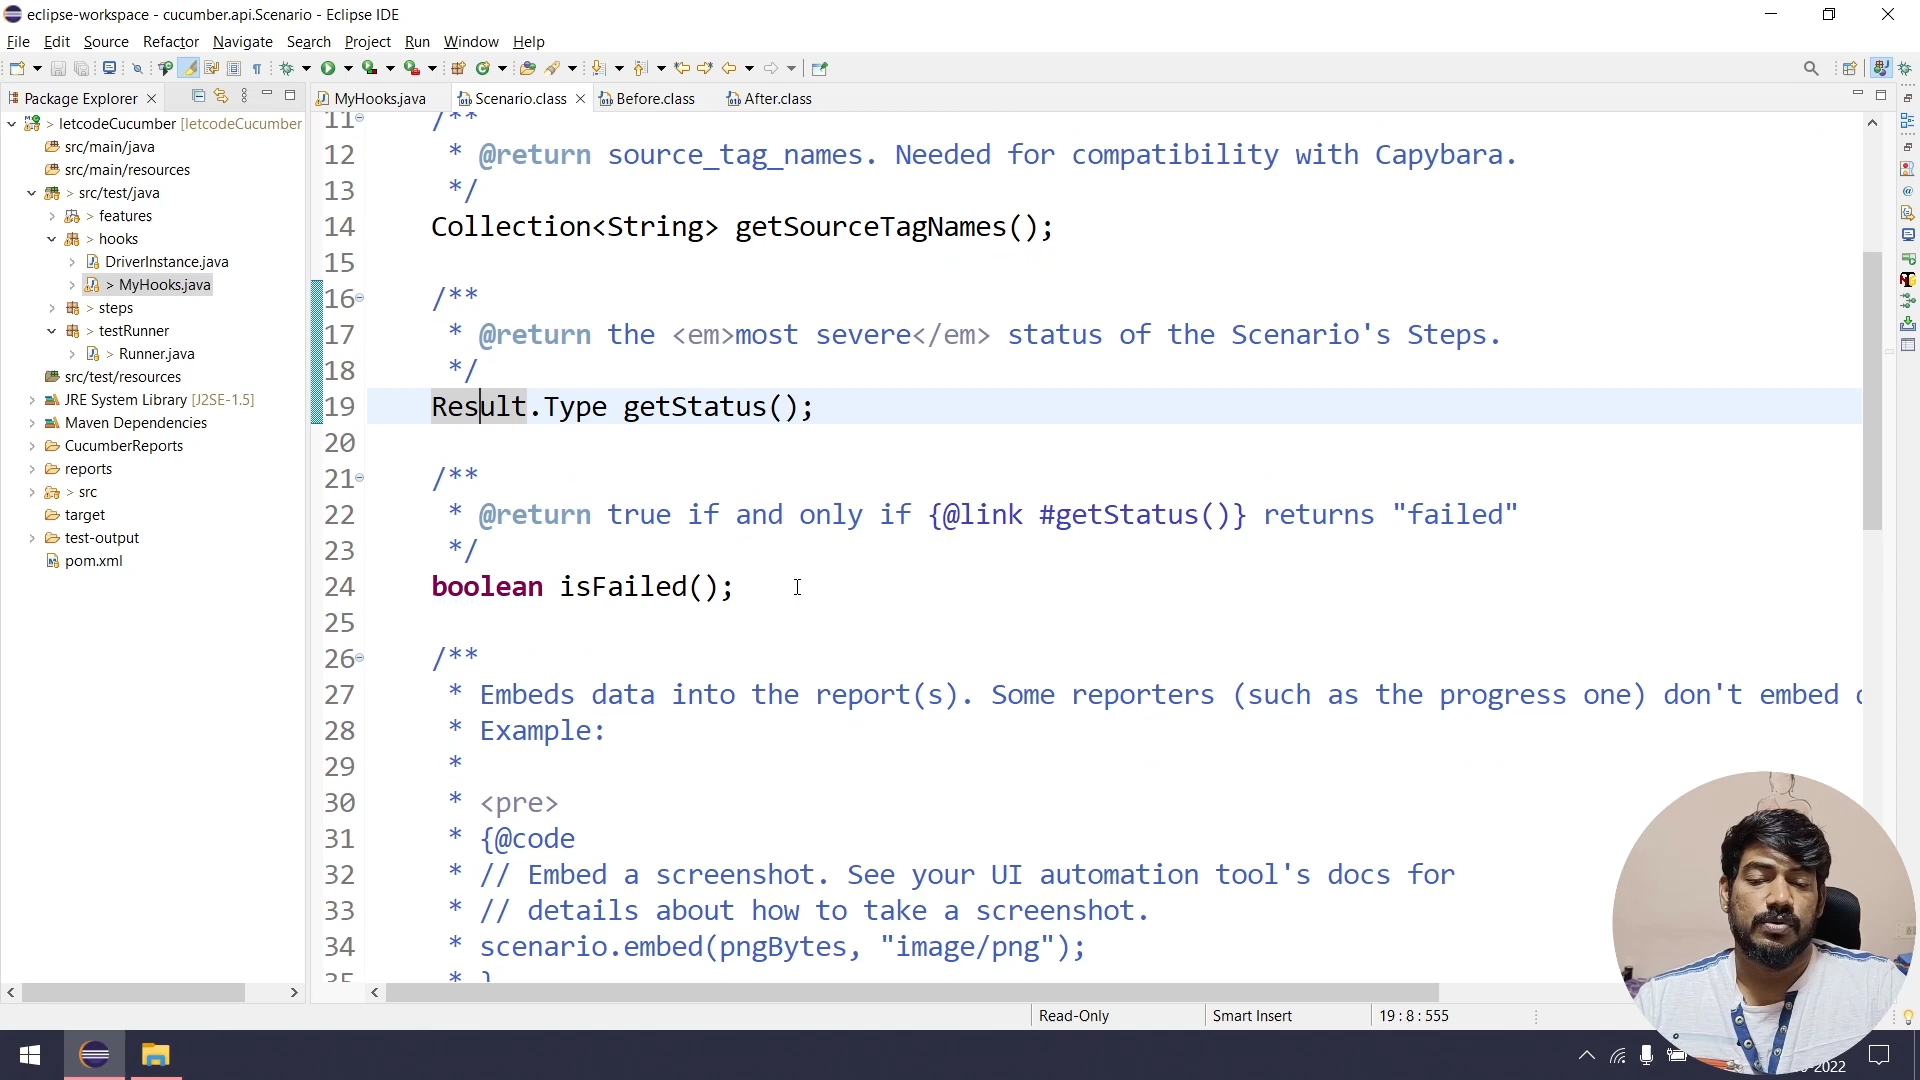 eclipse-workspace - cucumber.api.Scenario - Eclipse IDE
File Edit Source Refactor Navigate Search Project Run Window Help
Package Explorer
MyHooks.java Scenario.class Before.class After.class
letcodeCucumber [letcodeCucumber
src/main/java
src/main/resources
src/test/java
features
hooks
DriverInstance.java
MyHooks.java
steps
testRunner
Runner.java
src/test/resources
JRE System Library [J2SE-1.5]
Maven Dependencies
CucumberReports
reports
src
target
test-output
pom.xml
11 /**
12 * @return source_tag_names. Needed for compatibility with Capybara.
13 */
14 Collection<String> getSourceTagNames();
15
16 /**
17 * @return the <em>most severe</em> status of the Scenario's Steps.
18 */
19 Result.Type getStatus();
20
21 /**
22 * @return true if and only if {@link #getStatus()} returns "failed"
23 */
24 boolean isFailed();
25
26 /**
27 * Embeds data into the report(s). Some reporters (such as the progress one) don't embed
28 * Example:
29 *
30 * <pre>
31 * {@code
32 * // Embed a screenshot. See your UI automation tool's docs for
33 * // details about how to take a screenshot.
34 * scenario.embed(pngBytes, "image/png");
35 * }
Read-Only Smart Insert 19 : 8 : 555
-2022